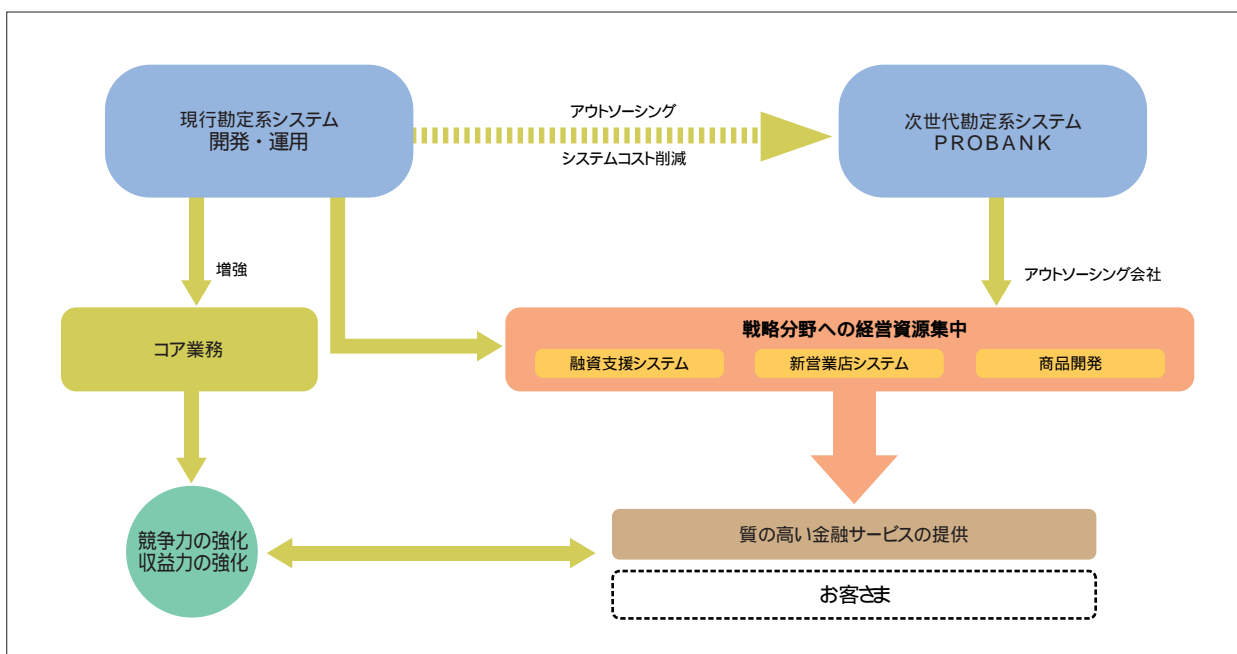 現行勘定系システム
開発・運用
アウトソーシング
システムコスト削減
次世代勘定系システム
PROBANK
増強
アウトソーシング会社
コア業務
戦略分野への経営資源集中
融資支援システム
新営業店システム
商品開発
競争力の強化
収益力の強化
質の高い金融サービスの提供
お客さま